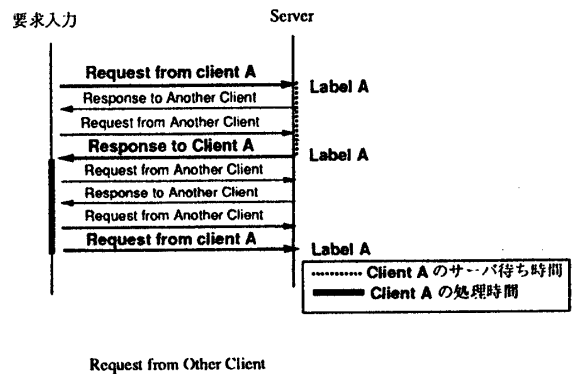 要求入力
Server
Request from client A
Label A
Response to Another Client
Request from Another Client
Response to Client A
Label A
Request from Another Client
Response to Another Client
Request from Another Client
Request from client A
Label A
Client A のサーバ待ち時間
Client A の処理時間
Request from Other Client